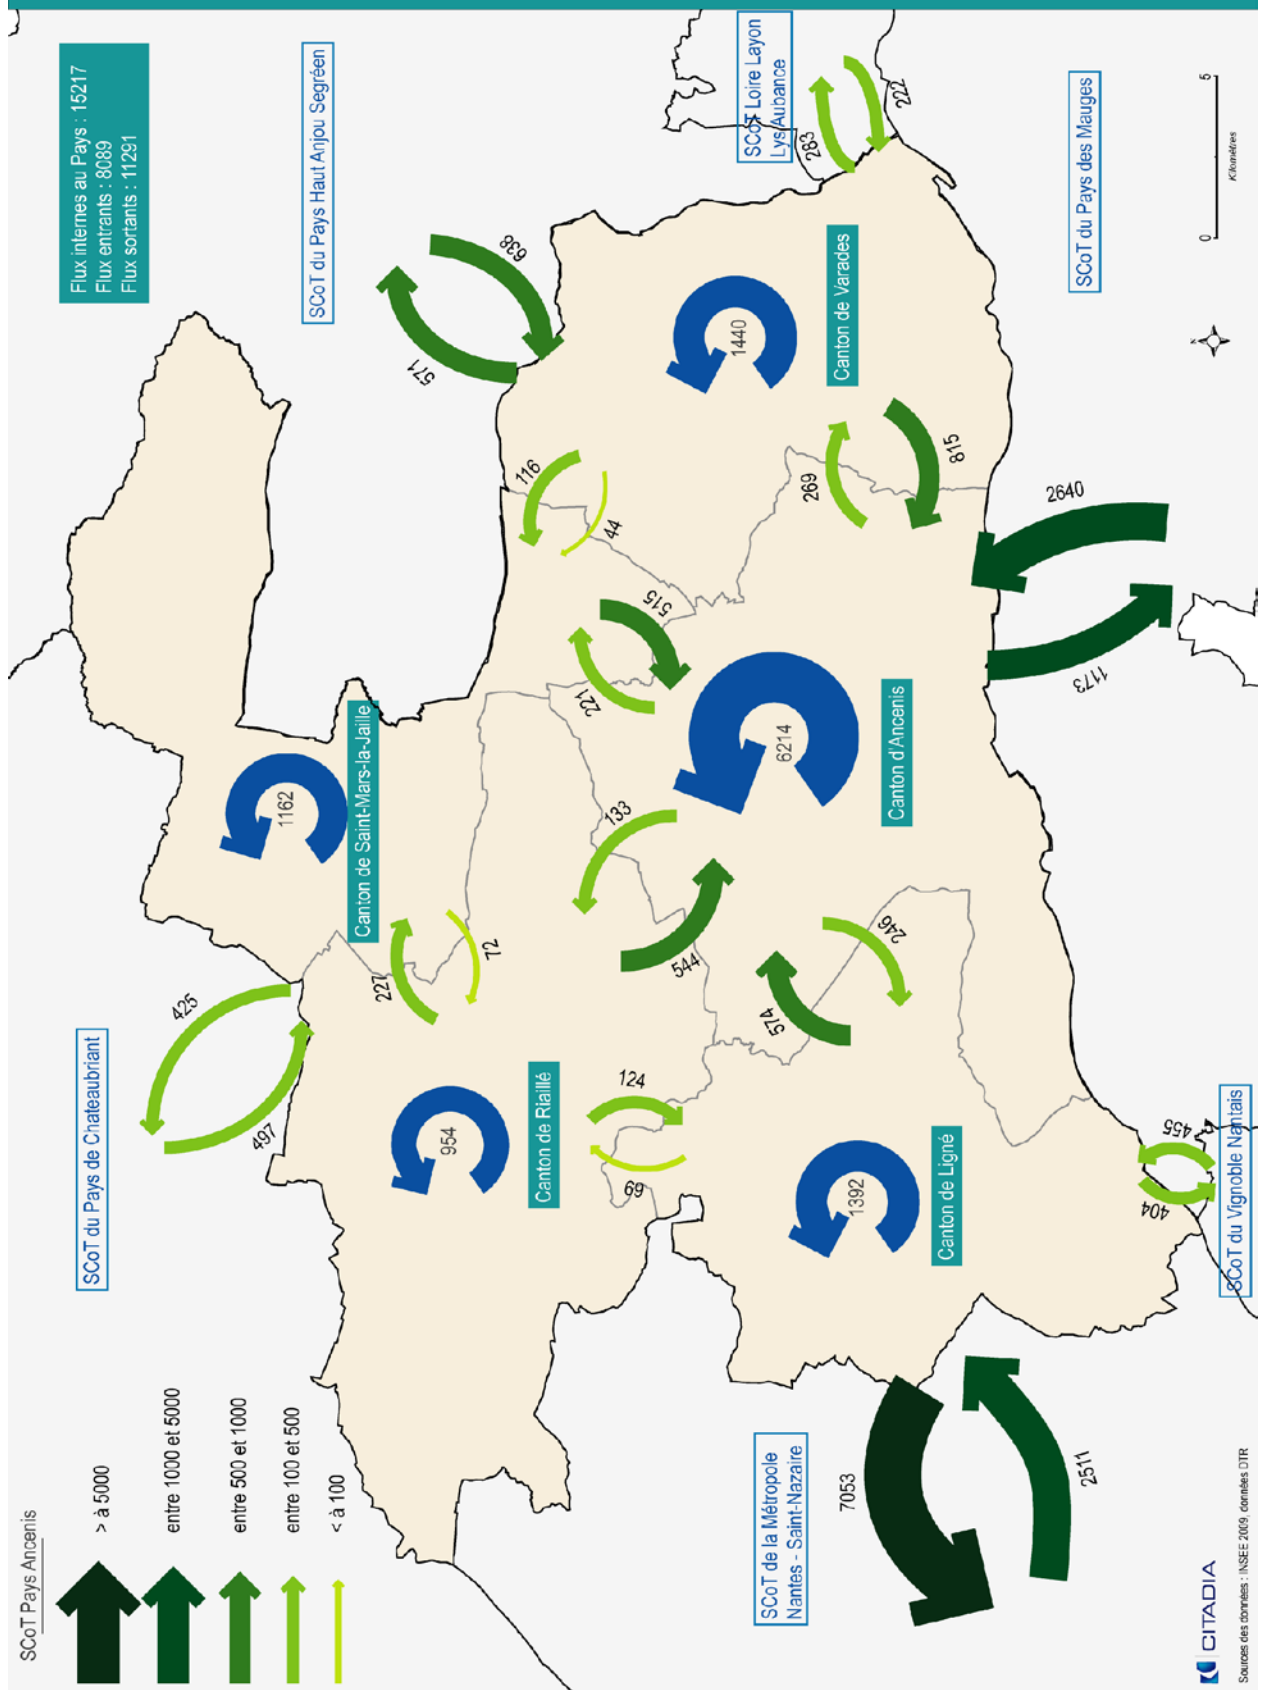 SCoT Pays Ancenis
> à 5000
entre 1000 et 5000
entre 500 et 1000
entre 100 et 500
< à 100
Flux internes au Pays : 15217
Flux entrants : 8089
Flux sortants : 11291
SCoT du Pays de Chateaubriant
425
497
SCoT du Pays Haut Anjou Segréen
571
638
1162
Canton de Saint-Mars-la-Jaille
227
72
954
Canton de Riaillé
124
69
116
44
221
515
133
544
SCoT Loire Layon
Lys Aubance
283
222
1440
Canton de Varades
269
815
6214
Canton d'Ancenis
574
246
1392
Canton de Ligné
SCoT de la Métropole
Nantes - Saint-Nazaire
7053
2511
2640
1173
SCoT du Pays des Mauges
455
404
SCoT du Vignoble Nantais
N
0
5
Kilomètres
CITADIA
Sources des données : INSEE 2009, données DTR